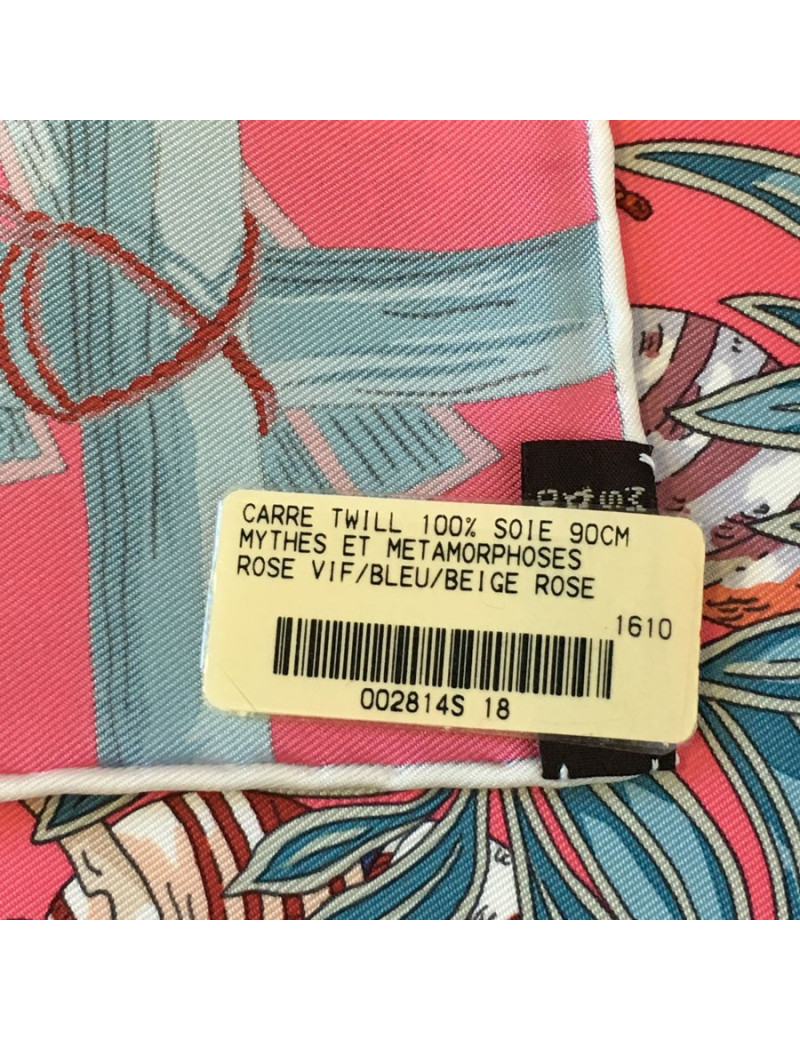 CARRE TWILL 100% SOIE 90CM
MYTHES ET METAMORPHOSES
ROSE VIF/BLEU/BEIGE ROSE
1610
002814S 18